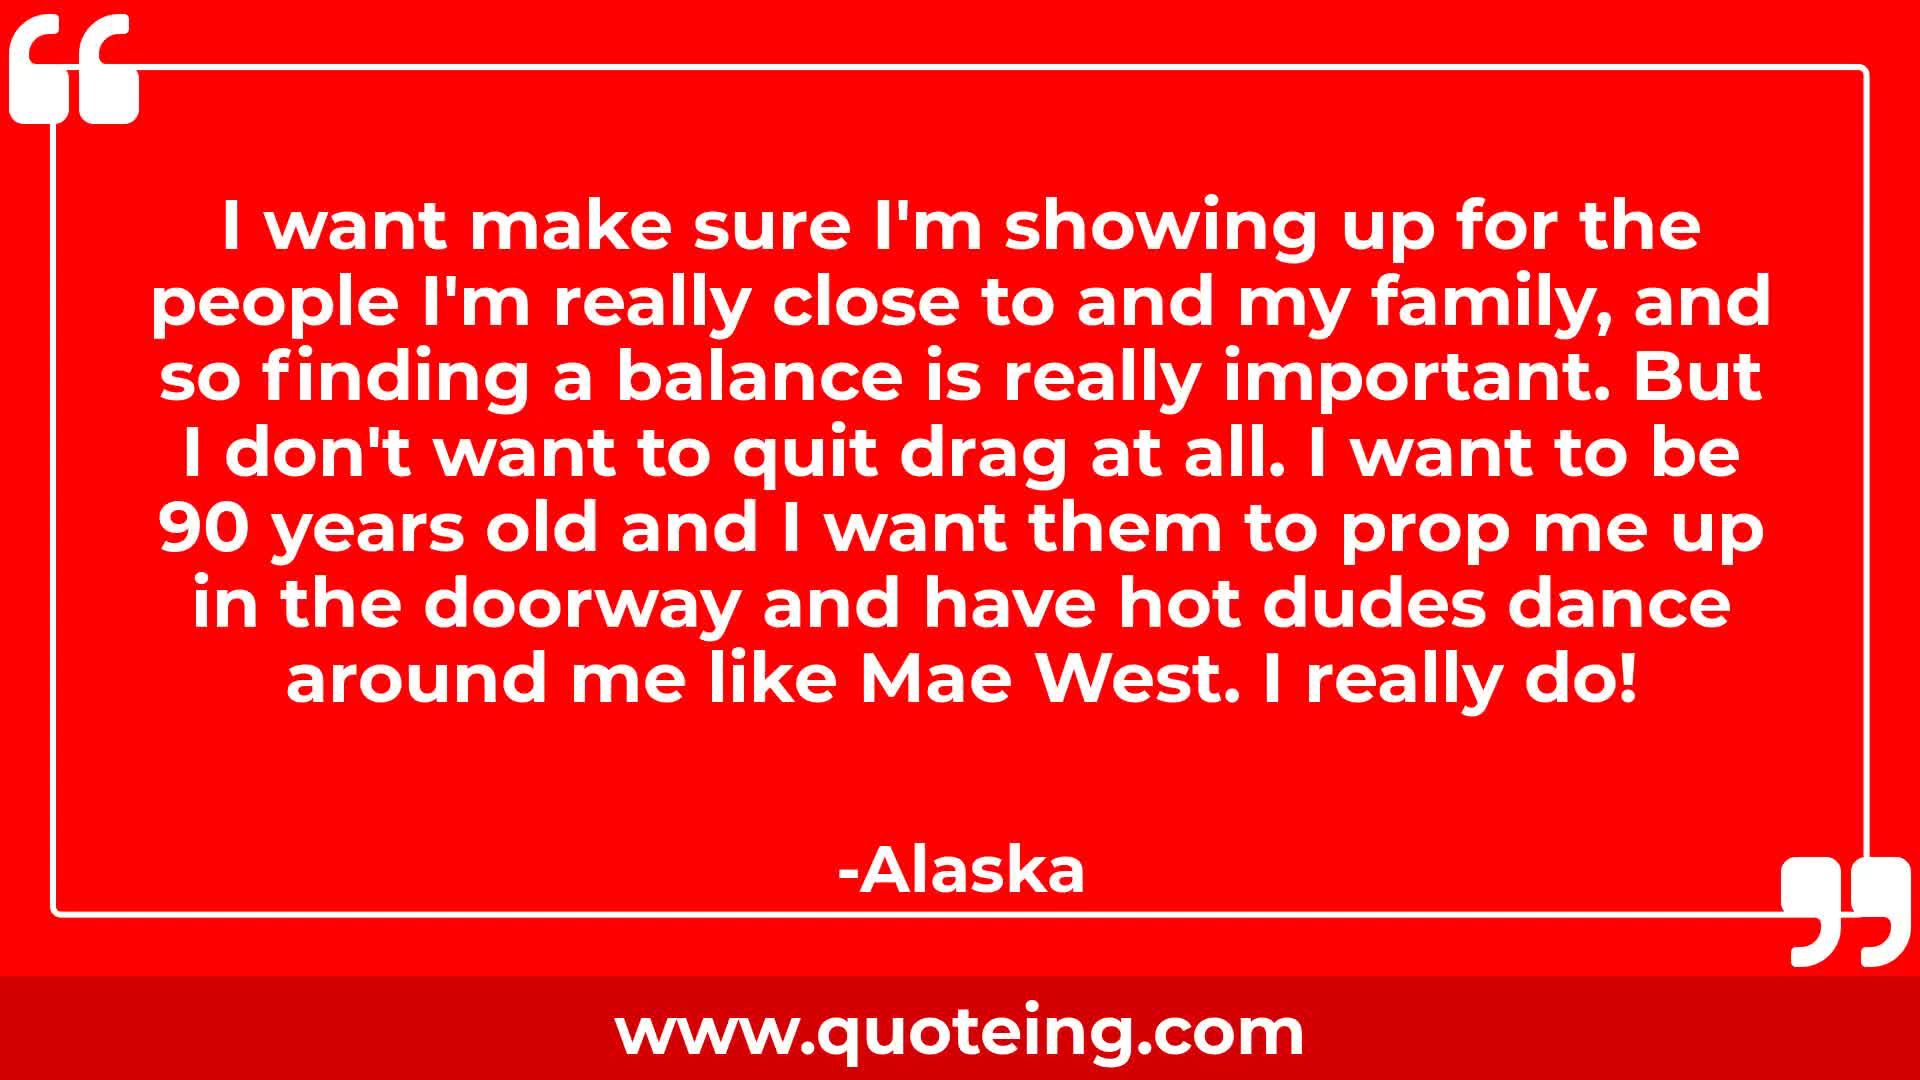 I want make sure I'm showing up for the
people I'm really close to and my family, and
so finding a balance is really important. But
I don't want to quit drag at all. I want to be
90 years old and I want them to prop me up
in the doorway and have hot dudes dance
around me like Mae West. I really do!
-Alaska
www.quoteing.com